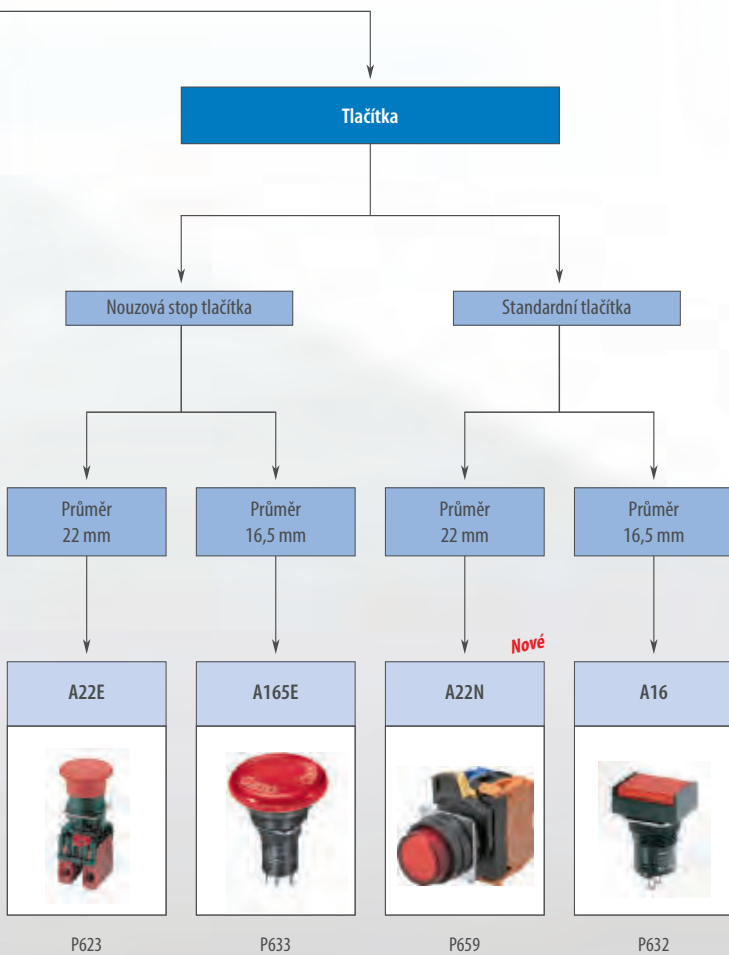 Tlačítka
Nouzová stop tlačítka
Standardní tlačítka
Průměr
22 mm
Průměr
16,5 mm
Průměr
22 mm
Průměr
16,5 mm
Nové
A22E
A165E
A22N
A16
P623
P633
P659
P632